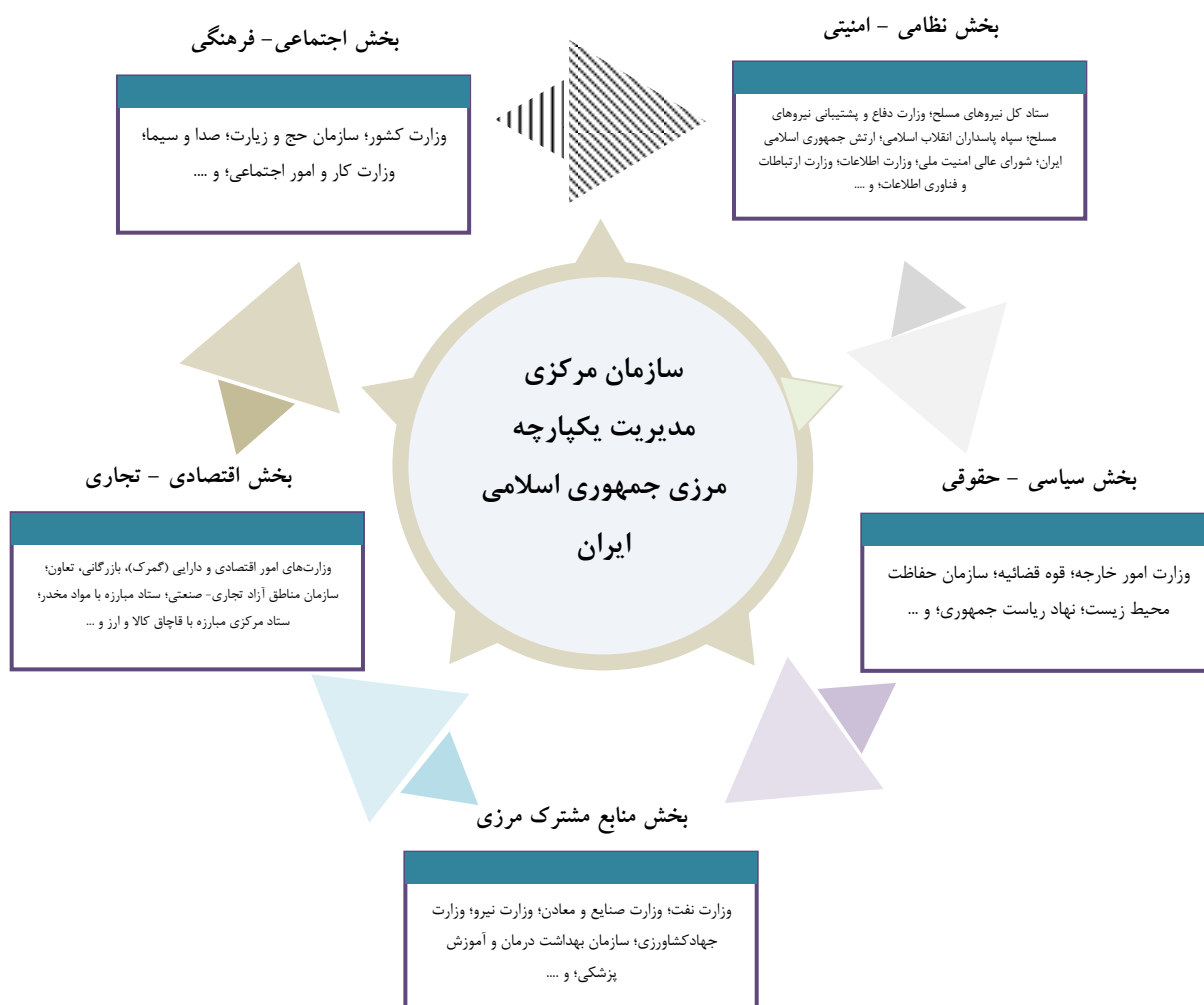 بخش نظامی - امنیتی
ستاد کل نیروهای مسلح؛ وزارت دفاع و پشتیبانی نیروهای
مسلح؛ سپاه پاسداران انقلاب اسلامی؛ ارتش جمهوری اسلامی
ایران؛ شورای عالی امنیت ملی؛ وزارت اطلاعات؛ وزارت ارتباطات
و فناوری اطلاعات؛ و ....
بخش اجتماعی- فرهنگی
وزارت کشور؛ سازمان حج و زیارت؛ صدا و سیما؛
وزارت کار و امور اجتماعی؛ و ....
سازمان مرکزی
مدیریت یکپارچه
مرزی جمهوری اسلامی
ایران
بخش سیاسی - حقوقی
وزارت امور خارجه؛ قوه قضائیه؛ سازمان حفاظت
محیط زیست؛ نهاد ریاست جمهوری؛ و ...
بخش اقتصادی - تجاری
وزارت‌های امور اقتصادی و دارایی (گمرک)، بازرگانی، تعاون؛
سازمان مناطق آزاد تجاری- صنعتی؛ ستاد مبارزه با مواد مخدر؛
ستاد مرکزی مبارزه با قاچاق کالا و ارز و ...
بخش منابع مشترک مرزی
وزارت نفت؛ وزارت صنایع و معادن؛ وزارت نیرو؛ وزارت
جهادکشاورزی؛ سازمان بهداشت درمان و آموزش
پزشکی؛ و ....